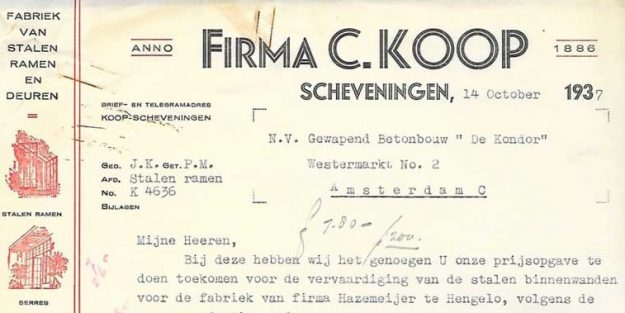 FABRIEK
VAN
STALEN
RAMEN
EN
DEUREN
=
STALEN RAMEN
SERRES
ANNO FIRMA C. KOOP 1886
SCHEVENINGEN, 14 October 1937
BRIEF- EN TELEGRAMADRES
KOOP-SCHEVENINGEN
GED. J.K. GET. P.M.
AFD. Stalen ramen
NO. K 4636
BIJLAGEN
N.V. Gewapend Betonbouw " De Kondor"
Westermarkt No. 2
Amsterdam C
Mijne Heeren,
Bij deze hebben wij het genoegen U onze prijsopgave te
doen toekomen voor de vervaardiging van de stalen binnenwanden
voor de fabriek van firma Hazemeijer te Hengelo, volgens de